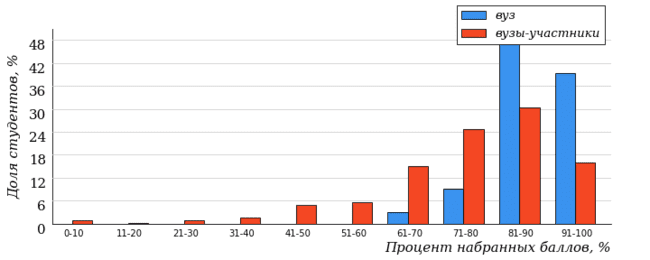 вуз
вузы-участники
Доля студентов, %
48
42
36
30
24
18
12
6
0
0-10 11-20 21-30 31-40 41-50 51-60 61-70 71-80 81-90 91-100
Процент набранных баллов, %